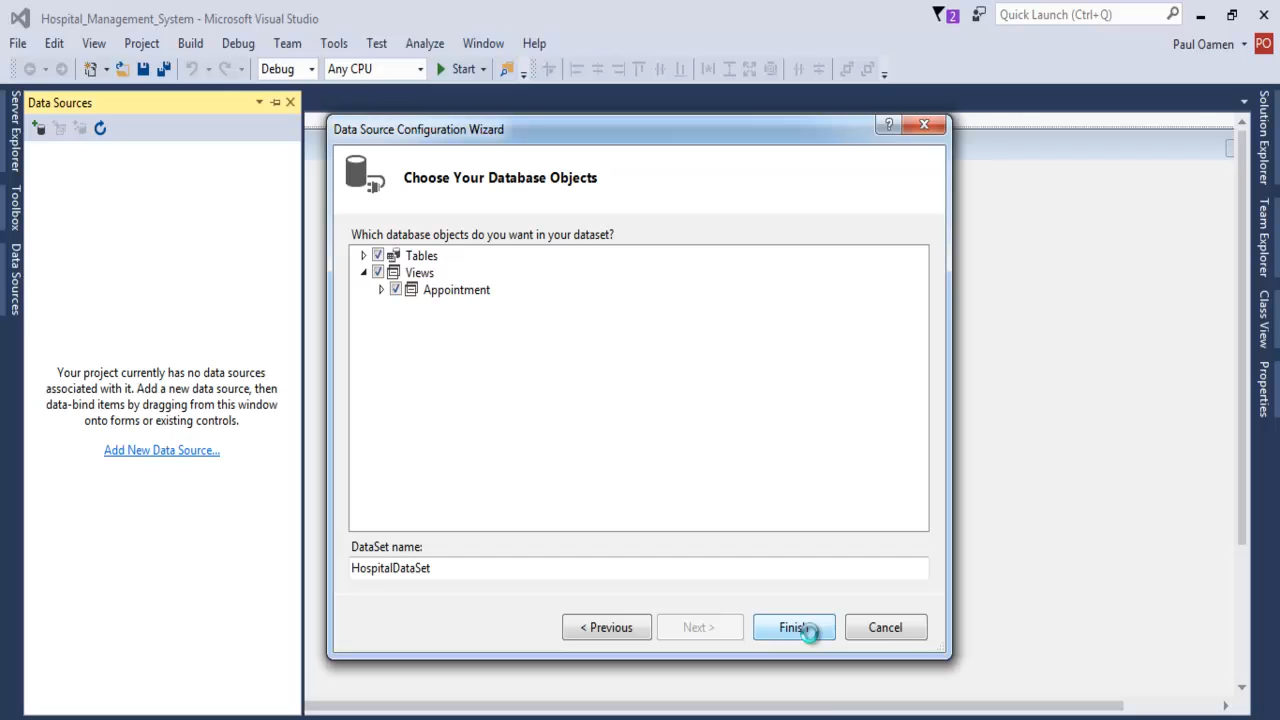 Hospital_Management_System - Microsoft Visual Studio
2
Quick Launch (Ctrl+Q)
File Edit View Project Build Debug Team Tools Test Analyze Window Help
Paul Oamen
PO
Debug
Any CPU
Start
Server Explorer
Toolbox
Data Sources
Data Sources
Your project currently has no data sources
associated with it. Add a new data source, then
data-bind items by dragging from this window
onto forms or existing controls.
Add New Data Source...
Data Source Configuration Wizard
?
Choose Your Database Objects
Which database objects do you want in your dataset?
Tables
Views
Appointment
DataSet name:
HospitalDataSet
< Previous
Next >
Finish
Cancel
Solution Explorer
Team Explorer
Class View
Properties